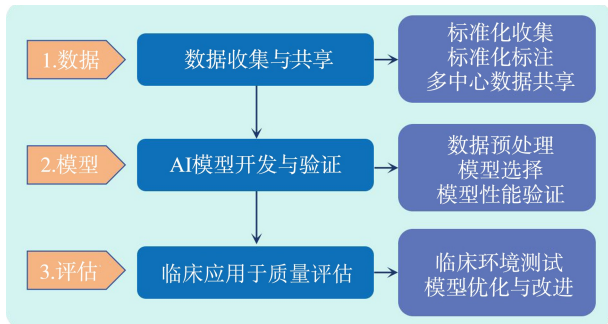 1.数据
数据收集与共享
标准化收集
标准化标注
多中心数据共享
2.模型
AI模型开发与验证
数据预处理
模型选择
模型性能验证
3.评估
临床应用于质量评估
临床环境测试
模型优化与改进